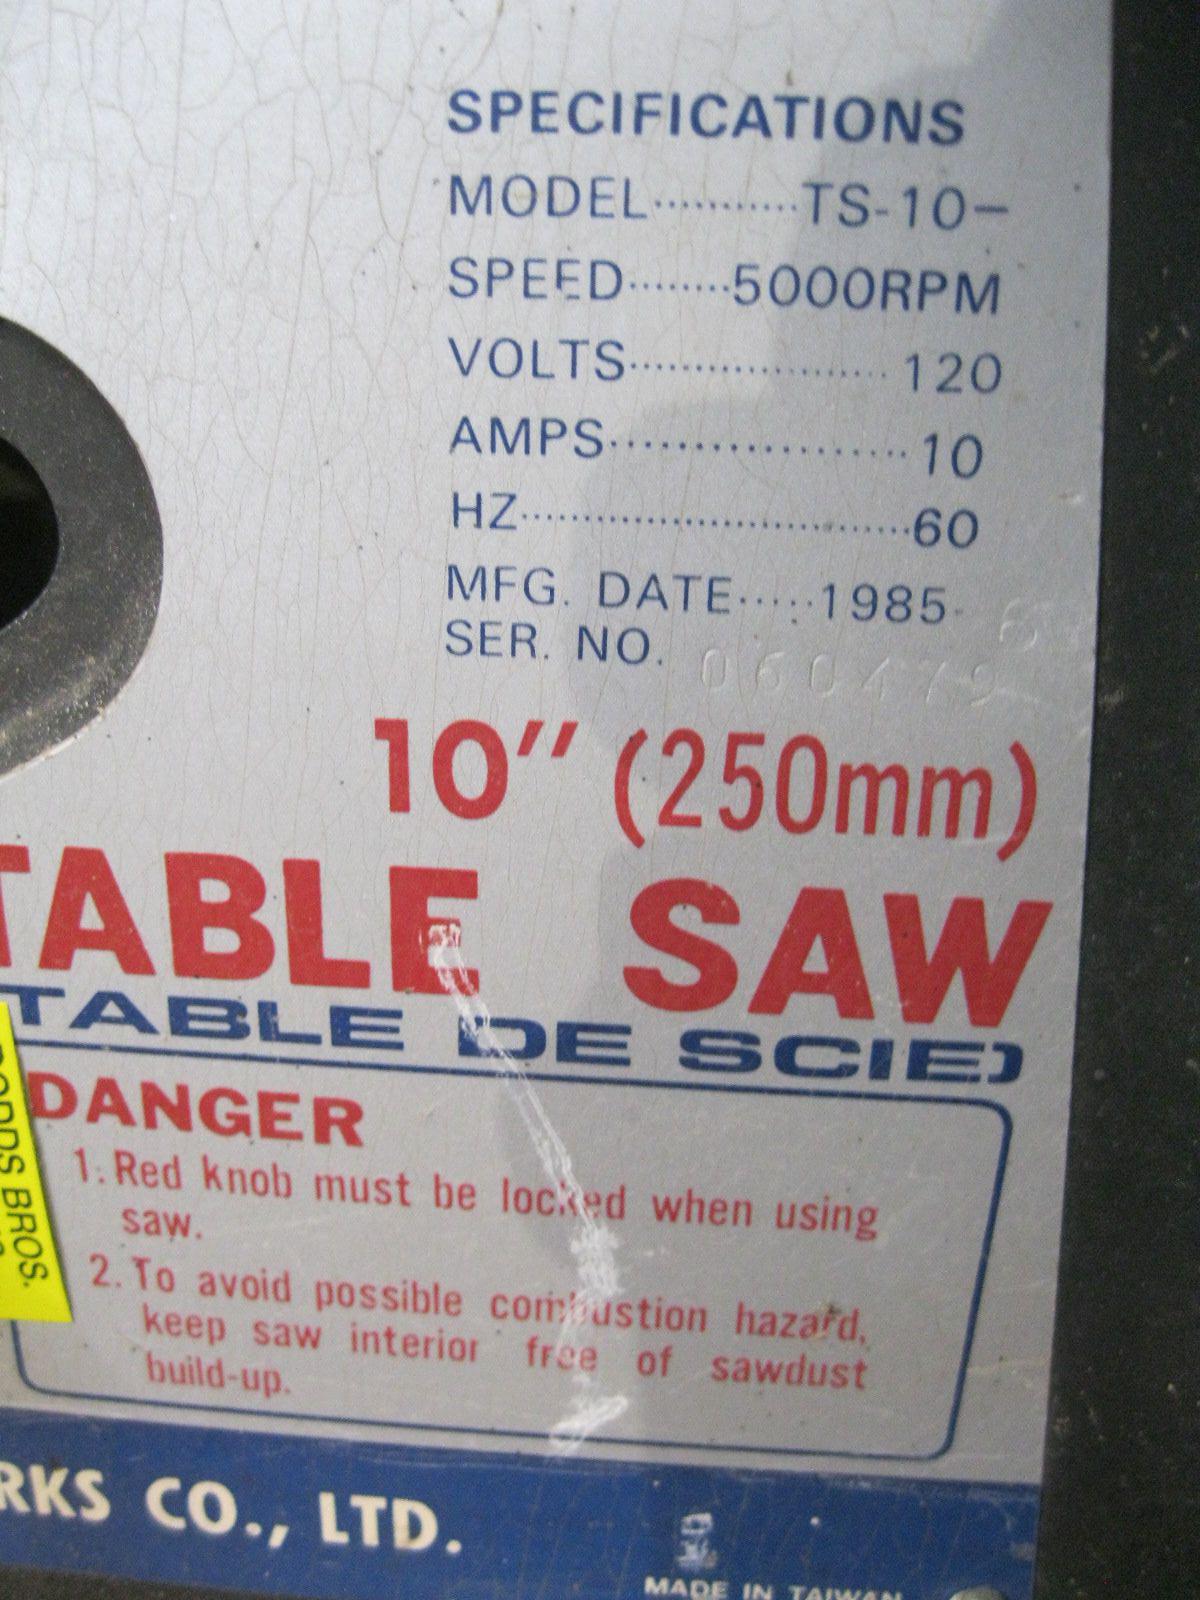 SPECIFICATIONS
MODEL...........TS-10-
SPEED........5000RPM
VOLTS....................120
AMPS...................10
HZ..............................60
MFG. DATE.....1985-
SER. NO. 060479
10" (250mm)
TABLE SAW
TABLE DE SCIE)
DANGER
1. Red knob must be locked when using
saw.
2. To avoid possible combustion hazard,
keep saw interior free of sawdust
build-up.
BROS.
RKS CO., LTD.
MADE IN TAIWAN